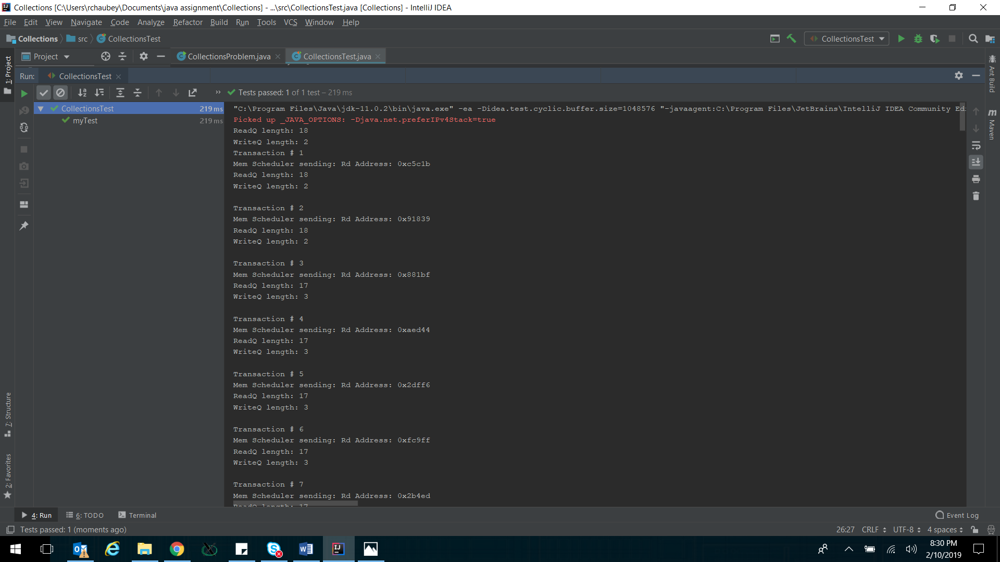 Collections [C:\Users\rchaubey\Documents\java assignment\Collections] - ...\src\CollectionsTest.java [Collections] - IntelliJ IDEA
File Edit View Navigate Code Analyze Refactor Build Run Tools VCS Window Help
Collections src CollectionsTest CollectionsTest
Project CollectionsProblem.java CollectionsTest.java
1: Project
Ant Build
Run: CollectionsTest
Tests passed: 1 of 1 test – 219 ms
CollectionsTest 219 ms
myTest 219 ms
Maven
"C:\Program Files\Java\jdk-11.0.2\bin\java.exe" -ea -Didea.test.cyclic.buffer.size=1048576 "-javaagent:C:\Program Files\JetBrains\IntelliJ IDEA Community Edi
Picked up _JAVA_OPTIONS: -Djava.net.preferIPv4Stack=true
ReadQ length: 18
WriteQ length: 2
Transaction # 1
Mem Scheduler sending: Rd Address: 0xc5c1b
ReadQ length: 18
WriteQ length: 2
Transaction # 2
Mem Scheduler sending: Rd Address: 0x91839
ReadQ length: 18
WriteQ length: 2
Transaction # 3
Mem Scheduler sending: Rd Address: 0x881bf
ReadQ length: 17
WriteQ length: 3
Transaction # 4
Mem Scheduler sending: Rd Address: 0xaed44
ReadQ length: 17
WriteQ length: 3
Transaction # 5
Mem Scheduler sending: Rd Address: 0x2dff6
ReadQ length: 17
WriteQ length: 3
Transaction # 6
Mem Scheduler sending: Rd Address: 0xfc9ff
ReadQ length: 17
WriteQ length: 3
Transaction # 7
Mem Scheduler sending: Rd Address: 0x2b4ed
ReadQ length: 17
7: Structure
2: Favorites
4: Run 6: TODO Terminal Event Log
Tests passed: 1 (moments ago) 26:27 CRLF UTF-8 4 spaces
8:30 PM
2/10/2019